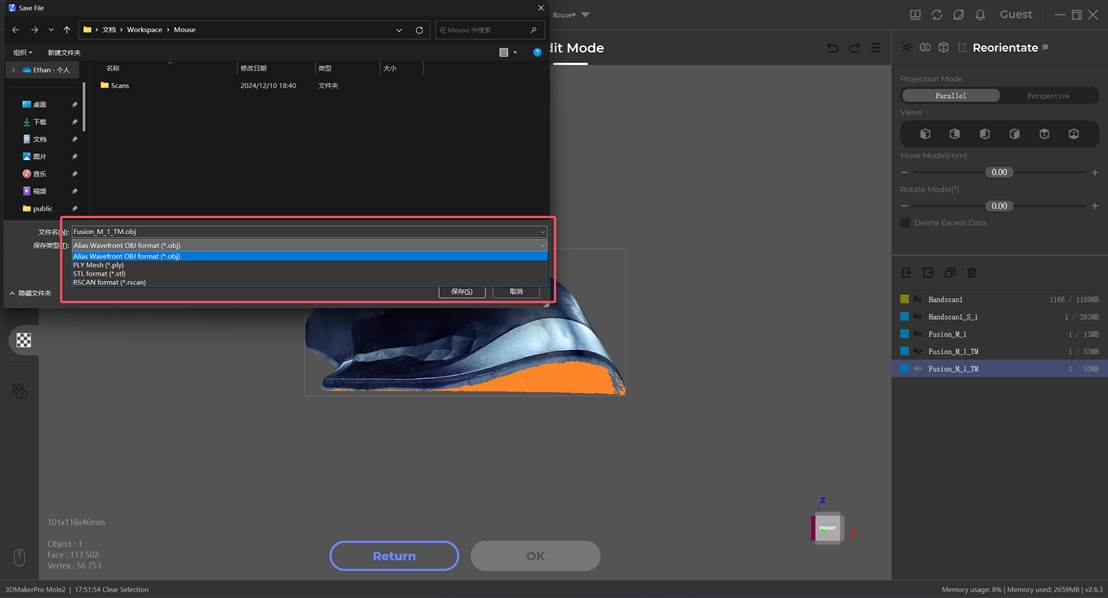 Save File
Mouse*
Guest
文档 > Workspace > Mouse
在 Mouse 中搜索
dit Mode
Reorientate
组织
新建文件夹
Ethan - 个人
名称
修改日期
类型
大小
Scans
2024/12/10 18:40
文件夹
桌面
下载
文档
图片
音乐
视频
public
文件名(N):
Fusion_M_1_TM.obj
保存类型(T):
Alias Wavefront OBJ format (*.obj)
Alias Wavefront OBJ format (*.obj)
PLY Mesh (*.ply)
STL format (*.stl)
RSCAN format (*.rscan)
隐藏文件夹
保存(S)
取消
Projection Mode
Parallel
Perspective
Views
Move Model(mm)
0.00
Rotate Model(°)
0.00
Delete Excess Data
Handscan1
1166 / 1189MB
Handscan1_S_1
1 / 263MB
Fusion_M_1
1 / 13MB
Fusion_M_1_TM
1 / 53MB
Fusion_M_1_TM
1 / 53MB
101x118x46mm
Object : 1
Face : 113 502
Vertex : 56 753
Z
FRONT
X
Return
OK
3DMakerPro Mole2 | 17:51:54 Clear Selection
Memory usage: 8% | Memory used: 2659MB | v2.6.3